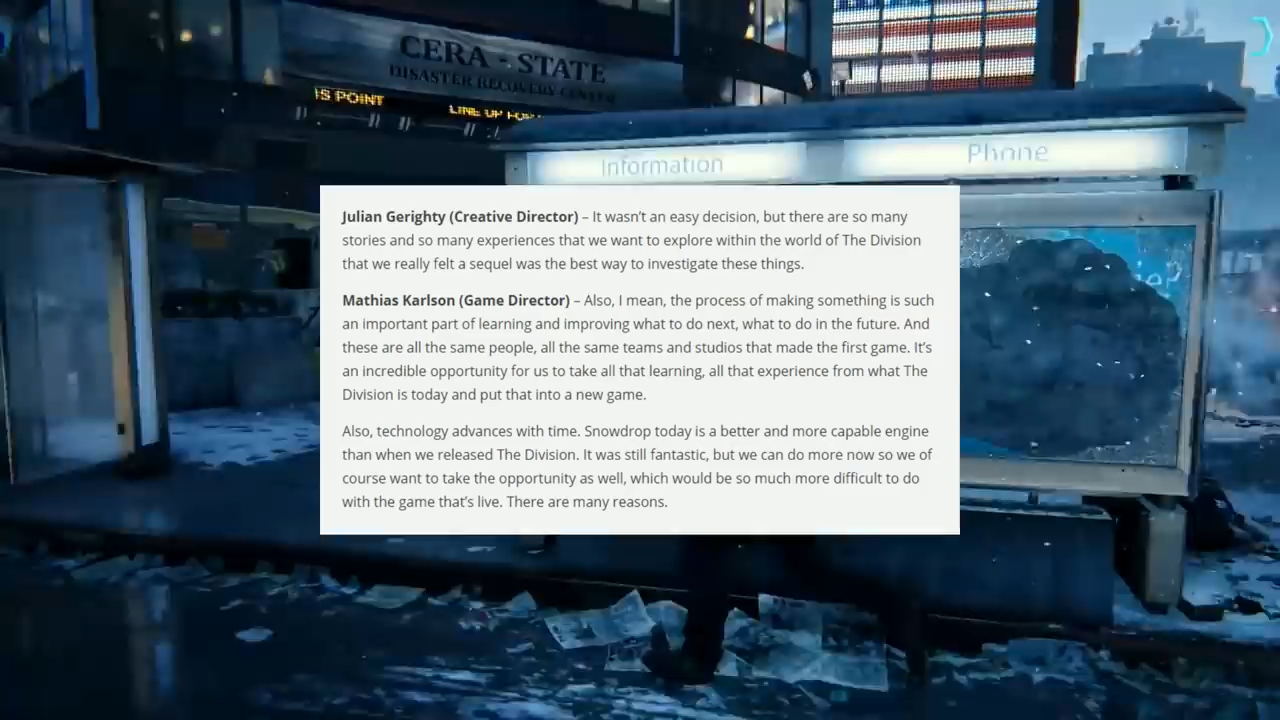 CERA - STATE
DISASTER RECOVERY CENTER
IS POINT
LINE UP FOR
Information
Phone
Julian Gerighty (Creative Director) – It wasn’t an easy decision, but there are so many
stories and so many experiences that we want to explore within the world of The Division
that we really felt a sequel was the best way to investigate these things.
Mathias Karlson (Game Director) – Also, I mean, the process of making something is such
an important part of learning and improving what to do next, what to do in the future. And
these are all the same people, all the same teams and studios that made the first game. It’s
an incredible opportunity for us to take all that learning, all that experience from what The
Division is today and put that into a new game.
Also, technology advances with time. Snowdrop today is a better and more capable engine
than when we released The Division. It was still fantastic, but we can do more now so we of
course want to take the opportunity as well, which would be so much more difficult to do
with the game that’s live. There are many reasons.